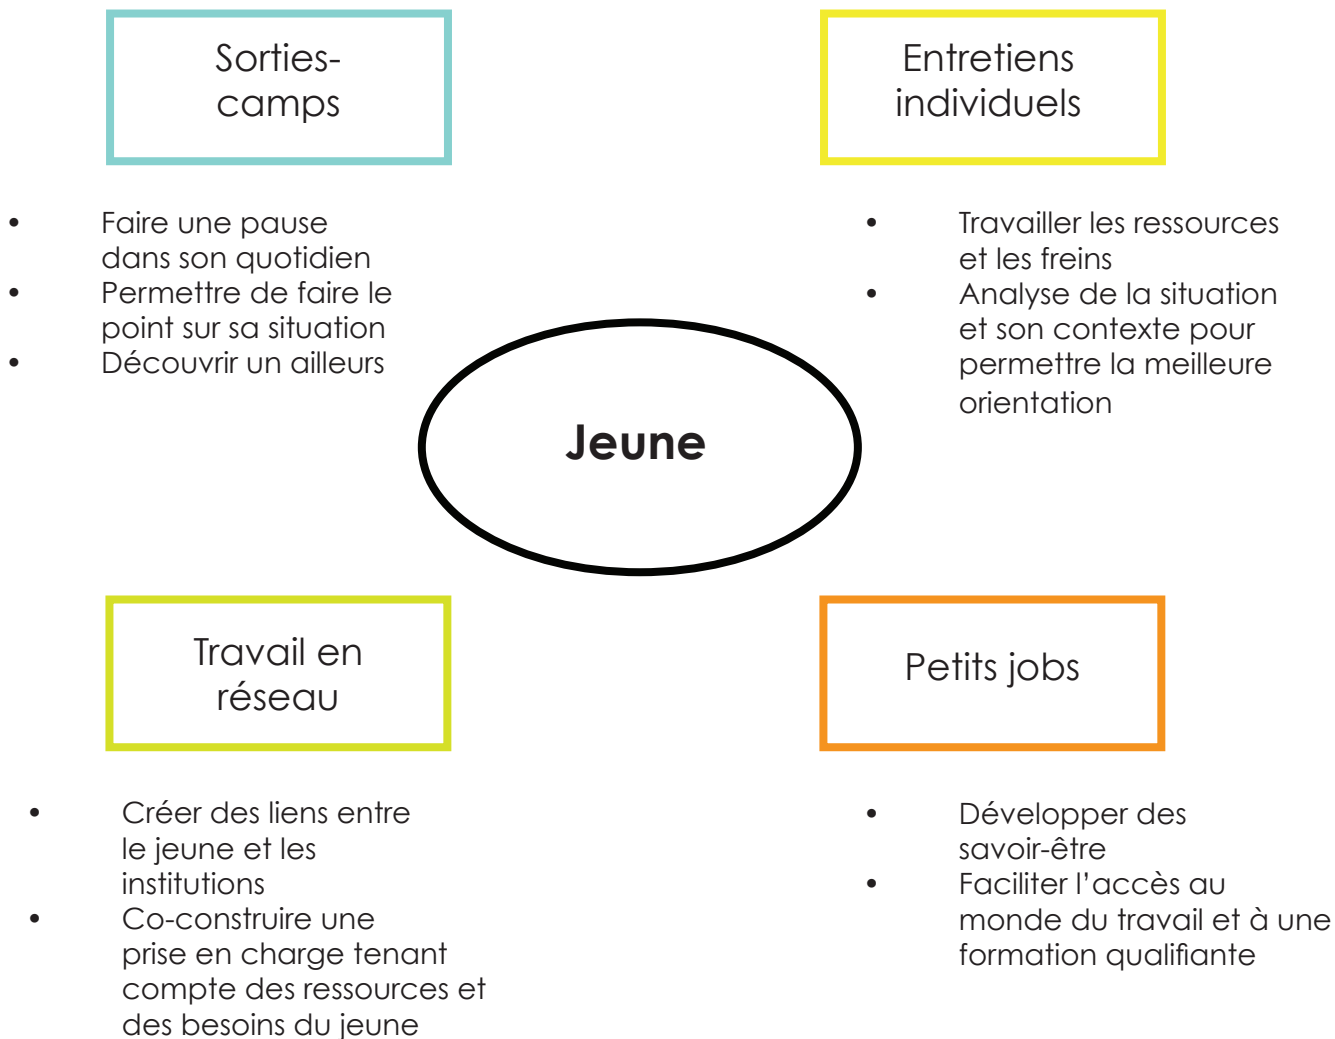 Sorties-
camps
• Faire une pause
dans son quotidien
• Permettre de faire le
point sur sa situation
• Découvrir un ailleurs
Entretiens
individuels
• Travailler les ressources
et les freins
• Analyse de la situation
et son contexte pour
permettre la meilleure
orientation
Jeune
Travail en
réseau
• Créer des liens entre
le jeune et les
institutions
• Co-construire une
prise en charge tenant
compte des ressources et
des besoins du jeune
Petits jobs
• Développer des
savoir-être
• Faciliter l’accès au
monde du travail et à une
formation qualifiante